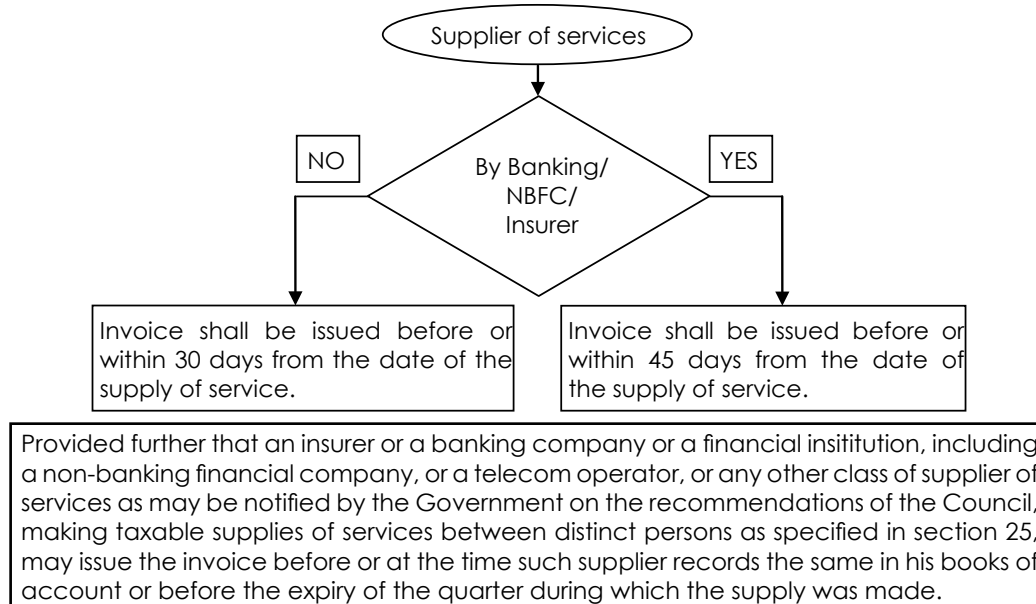 Supplier of services
NO
YES
By Banking/
NBFC/
Insurer
Invoice shall be issued before or
within 30 days from the date of the
supply of service.
Invoice shall be issued before or
within 45 days from the date of
the supply of service.
Provided further that an insurer or a banking company or a financial insititution, including
a non-banking financial company, or a telecom operator, or any other class of supplier of
services as may be notified by the Government on the recommendations of the Council,
making taxable supplies of services between distinct persons as specified in section 25,
may issue the invoice before or at the time such supplier records the same in his books of
account or before the expiry of the quarter during which the supply was made.